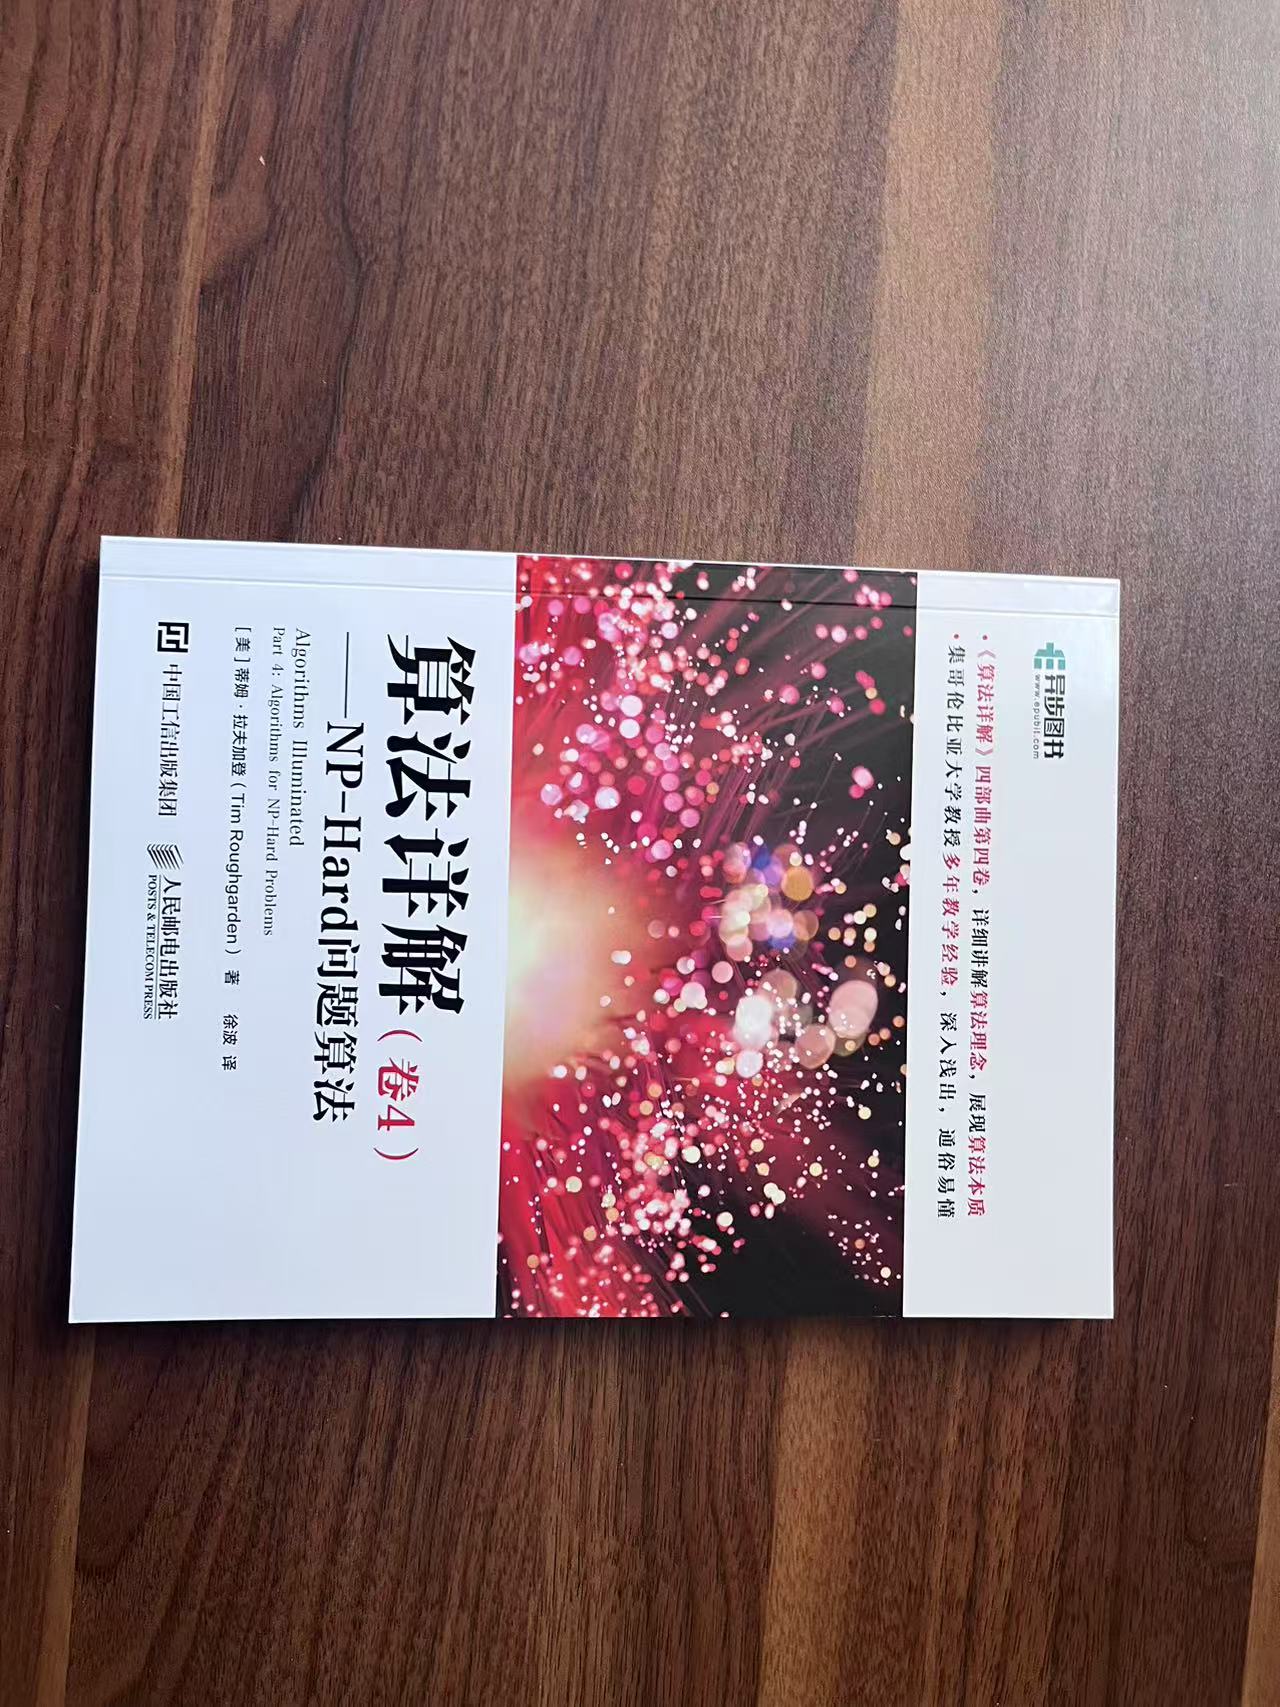 异步图书
www.epubit.com
·《算法详解》四部曲第四卷，详细讲解算法理念，展现算法本质
·集哥伦比亚大学教授多年教学经验，深入浅出，通俗易懂
算法详解（卷4）
——NP-Hard问题算法
Algorithms Illuminated
Part 4: Algorithms for NP-Hard Problems
［美］蒂姆·拉夫加登（Tim Roughgarden） 著 徐波 译
中国工信出版集团 人民邮电出版社
POSTS & TELECOM PRESS